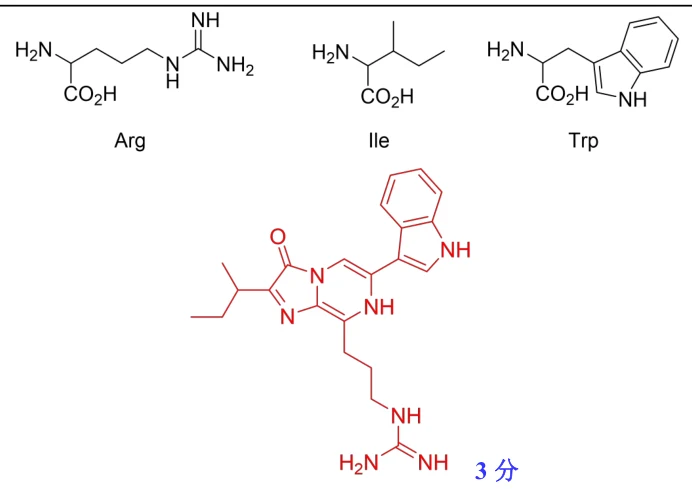 NH
H₂N
N
H
NH₂
CO₂H
Arg
H₂N
CO₂H
Ile
H₂N
CO₂H
NH
Trp
O
N
NH
N
NH
NH
H₂N
NH
3 分